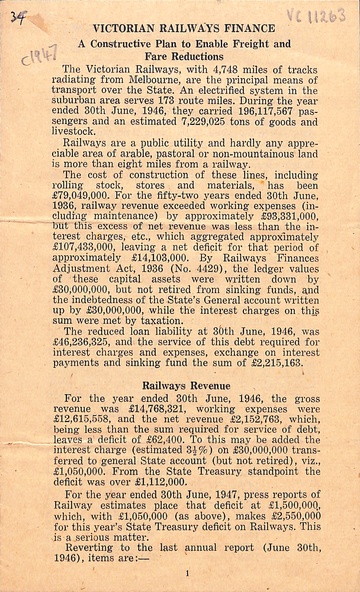 34
VC 11263
c1947
VICTORIAN RAILWAYS FINANCE
A Constructive Plan to Enable Freight and
Fare Reductions
The Victorian Railways, with 4,748 miles of tracks
radiating from Melbourne, are the principal means of
transport over the State. An electrified system in the
suburban area serves 173 route miles. During the year
ended 30th June, 1946, they carried 196,117,567 pas-
sengers and an estimated 7,229,025 tons of goods and
livestock.
Railways are a public utility and hardly any appre-
ciable area of arable, pastoral or non-mountainous land
is more than eight miles from a railway.
The cost of construction of these lines, including
rolling stock, stores and materials, has been
£79,049,000. For the fifty-two years ended 30th June,
1936, railway revenue exceeded working expenses (in-
cluding maintenance) by approximately £93,331,000,
but this excess of net revenue was less than the in-
terest charges, etc., which aggregated approximately
£107,433,000, leaving a net deficit for that period of
approximately £14,103,000. By Railways Finances
Adjustment Act, 1936 (No. 4429), the ledger values
of these capital assets were written down by
£30,000,000, but not retired from sinking funds, and
the indebtedness of the State's General account written
up by £30,000,000, while the interest charges on this
sum were met by taxation.
The reduced loan liability at 30th June, 1946, was
£46,236,325, and the service of this debt required for
interest charges and expenses, exchange on interest
payments and sinking fund the sum of £2,215,163.
Railways Revenue
For the year ended 30th June, 1946, the gross
revenue was £14,768,321, working expenses were
£12,615,558, and the net revenue £2,152,763, which,
being less than the sum required for service of debt,
leaves a deficit of £62,400. To this may be added the
interest charge (estimated 3½%) on £30,000,000 trans-
ferred to general State account (but not retired), viz.,
£1,050,000. From the State Treasury standpoint the
deficit was over £1,112,000.
For the year ended 30th June, 1947, press reports of
Railway estimates place that deficit at £1,500,000,
which, with £1,050,000 (as above), makes £2,550,000
for this year's State Treasury deficit on Railways. This
is a serious matter.
Reverting to the last annual report (June 30th,
1946), items are:—
1